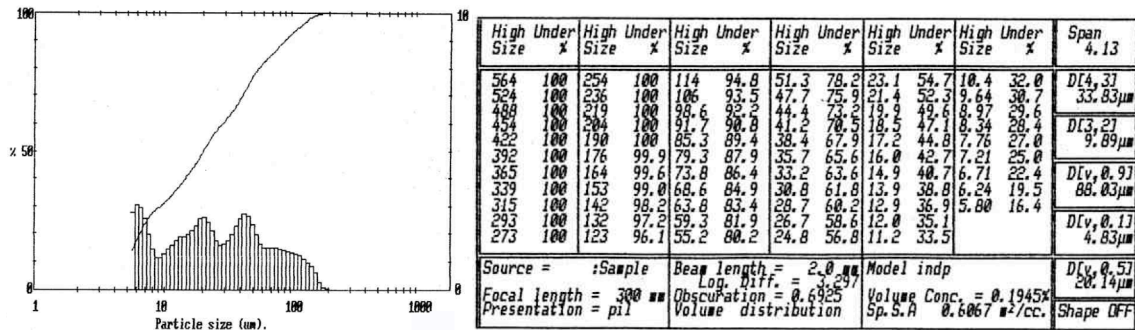 100
10
% 50
0
0
1 10 100 1000
Particle size (um).
High Under High Under High Under High Under High Under High Under Span
Size % Size % Size % Size % Size % Size % 4.13
564 100 254 100 114 94.8 51.3 78.2 23.1 54.7 10.4 32.0 D[4,3]
524 100 236 100 106 93.5 47.7 75.9 21.4 52.3 9.64 30.7 33.83µm
488 100 219 100 98.6 92.2 44.4 73.2 19.9 49.6 8.97 29.6
454 100 204 100 91.7 90.8 41.2 70.5 18.5 47.1 8.34 28.4 D[3,2]
422 100 190 100 85.3 89.4 38.4 67.9 17.2 44.8 7.76 27.0 9.89µm
392 100 176 99.9 79.3 87.9 35.7 65.6 16.0 42.7 7.21 25.0
365 100 164 99.6 73.8 86.4 33.2 63.6 14.9 40.7 6.71 22.4 D[v,0.9]
339 100 153 99.0 68.6 84.9 30.8 61.8 13.9 38.8 6.24 19.5 88.03µm
315 100 142 98.2 63.8 83.4 28.7 60.2 12.9 36.9 5.80 16.4
293 100 132 97.2 59.3 81.9 26.7 58.6 12.0 35.1 D[v,0.1]
273 100 123 96.1 55.2 80.2 24.8 56.8 11.2 33.5 4.83µm
Source = :Sample Beam length = 2.0 mm Model indp D[v,0.5]
Log. Diff. = 3.297 20.14µm
Focal length = 300 mm Obscuration = 0.6925 Volume Conc. = 0.1945%
Presentation = pil Volume distribution Sp.S.A 0.6067 m²/cc. Shape OFF